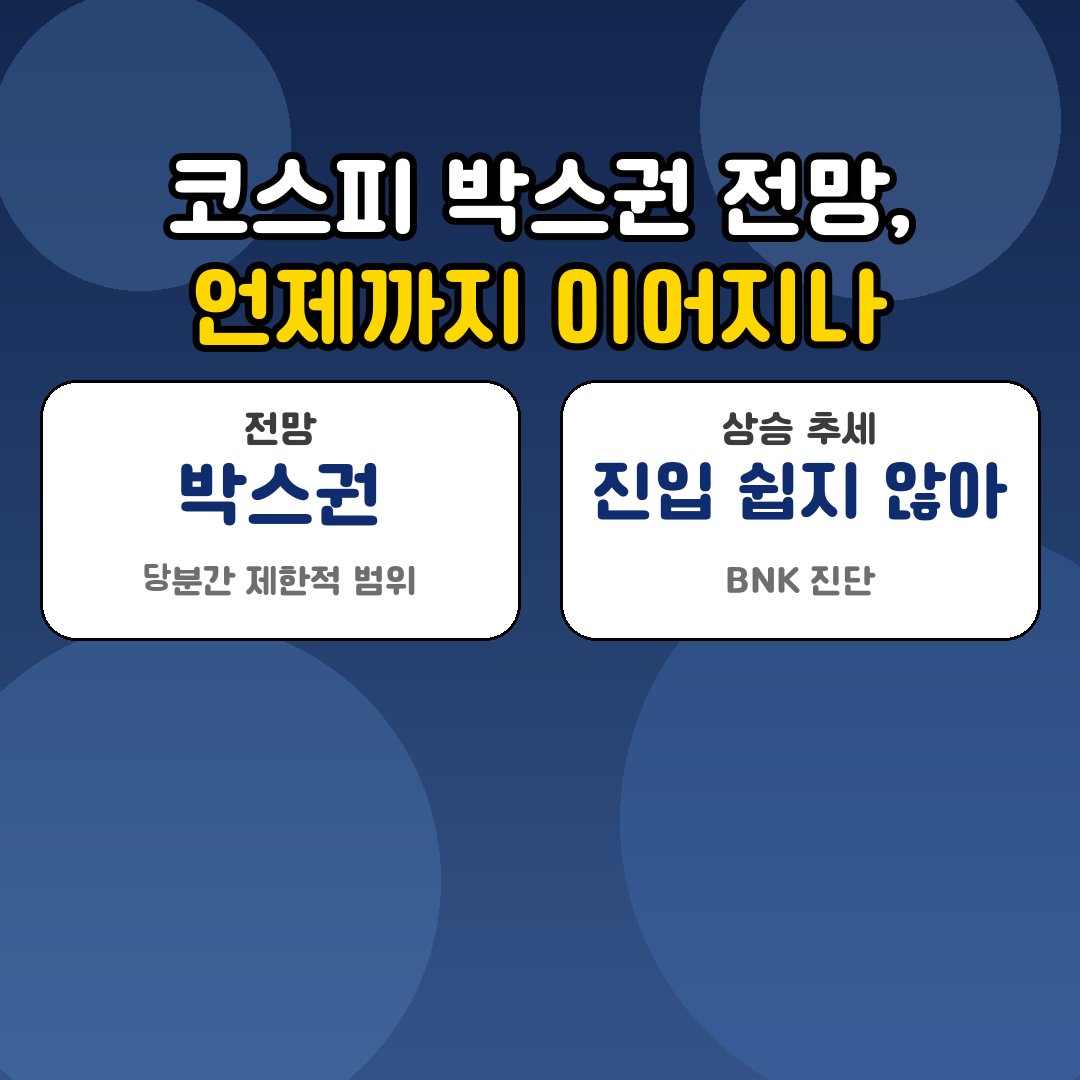 코스피 박스권 전망,
언제까지 이어지나
전망
박스권
당분간 제한적 범위
상승 추세
진입 쉽지 않아
BNK 진단